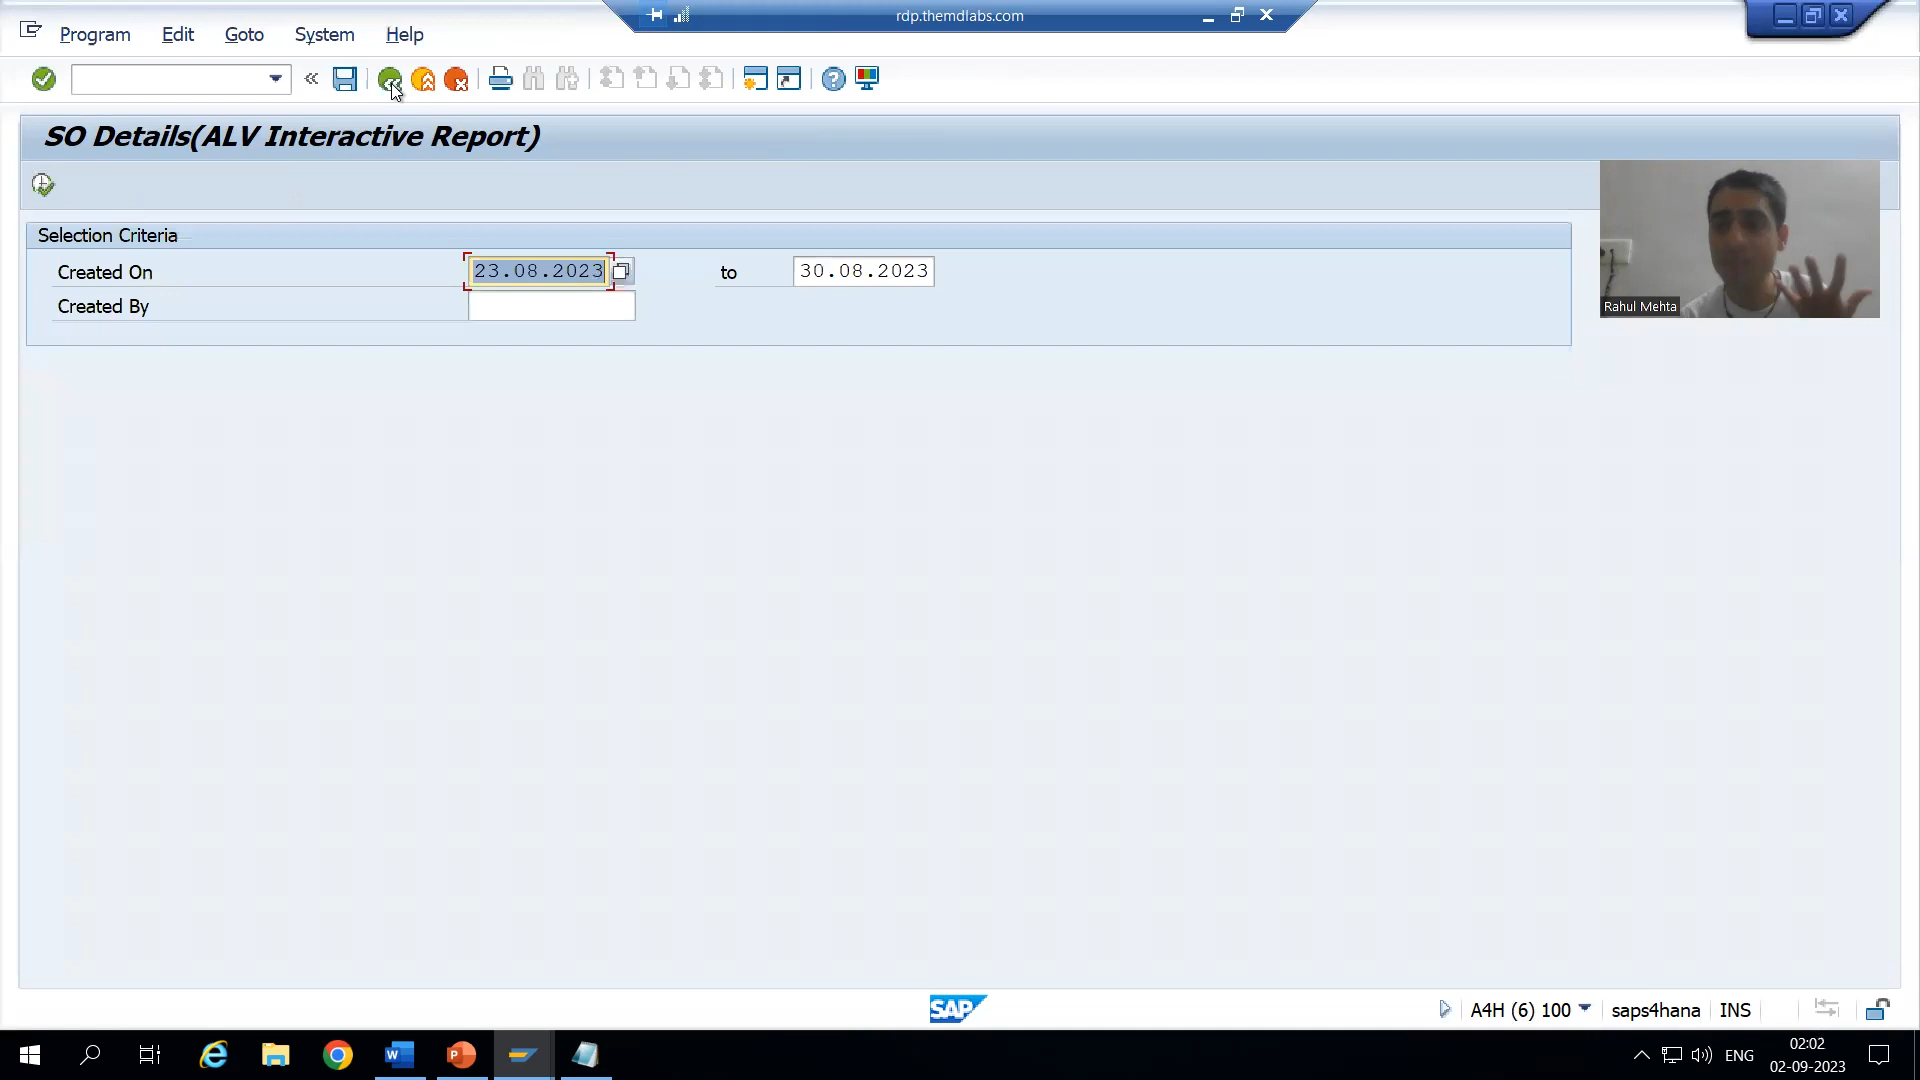 rdp.themdlabs.com
Program Edit Goto System Help
SO Details(ALV Interactive Report)
Selection Criteria
Created On 23.08.2023 to 30.08.2023
Created By
Rahul Mehta
SAP
A4H (6) 100 saps4hana INS
ENG
02:02
02-09-2023